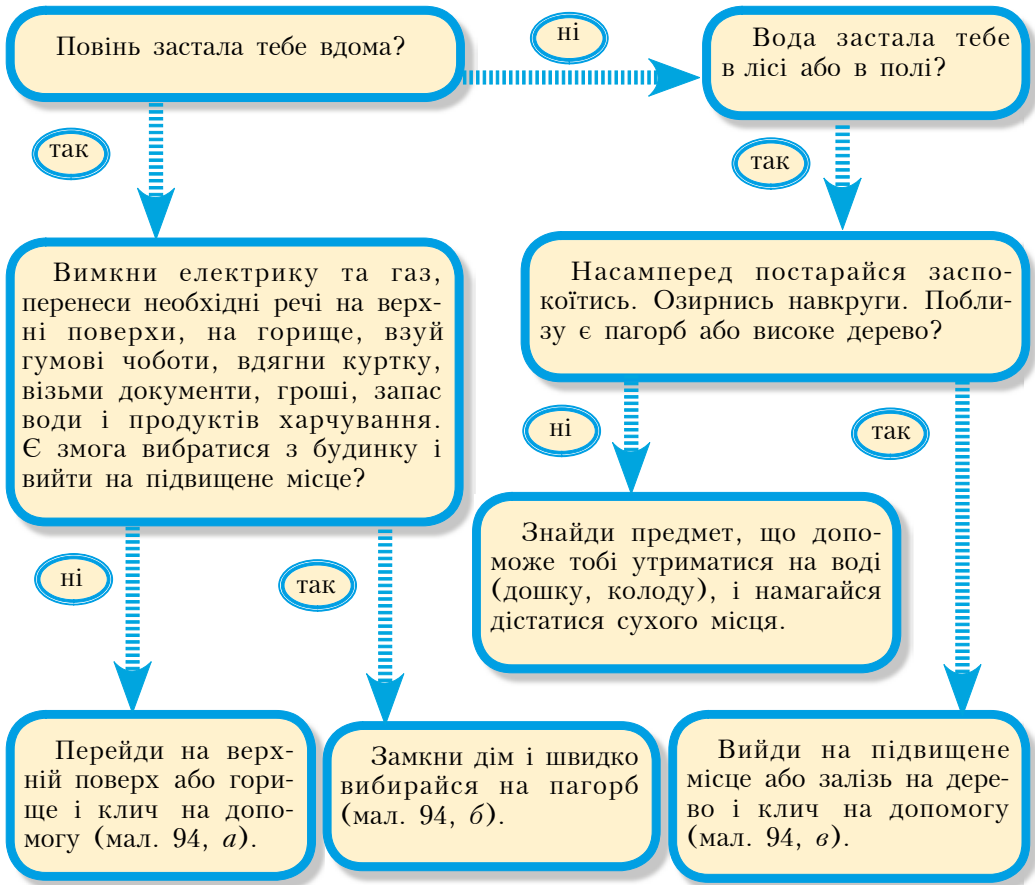 Повінь застала тебе вдома?
ні
Вода застала тебе
в лісі або в полі?
так
так
Вимкни електрику та газ,
перенеси необхідні речі на верх-
ні поверхи, на горище, взуй
гумові чоботи, вдягни куртку,
візьми документи, гроші, запас
води і продуктів харчування.
Є змога вибратися з будинку і
вийти на підвищене місце?
Насамперед постарайся заспо-
коїтись. Озирнись навкруги. Побли-
зу є пагорб або високе дерево?
ні
так
Знайди предмет, що допо-
може тобі утриматися на воді
(дошку, колоду), і намагайся
дістатися сухого місця.
ні
так
Перейди на верх-
ній поверх або гори-
ще і клич на допо-
могу (мал. 94, а).
Замкни дім і швидко
вибирайся на пагорб
(мал. 94, б).
Вийди на підвищене
місце або залізь на дере-
во і клич на допомогу
(мал. 94, в).